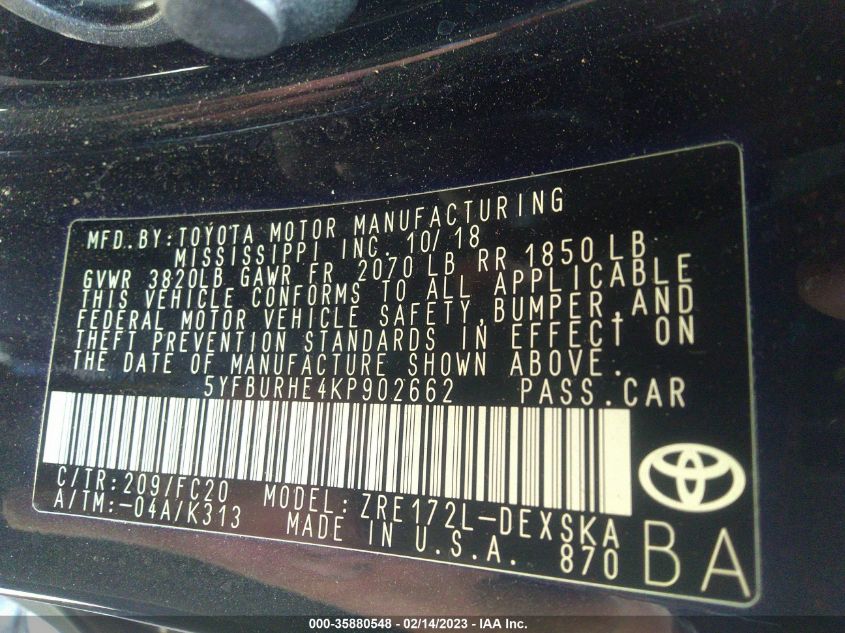 MFD.BY:TOYOTA MOTOR MANUFACTURING
MISSISSIPPI INC. 10/18
GVWR 3820LB GAWR FR 2070 LB RR 1850 LB
THIS VEHICLE CONFORMS TO ALL APPLICABLE
FEDERAL MOTOR VEHICLE SAFETY,BUMPER,AND
THEFT PREVENTION STANDARDS IN EFFECT ON
THE DATE OF MANUFACTURE SHOWN ABOVE.
5YFBURHE4KP902662 PASS.CAR
C/TR:209/FC20 MODEL:ZRE172L-DEXSKA
A/TM:-04A/K313 MADE IN U.S.A. 870
BA
000-35880548 - 02/14/2023 - IAA Inc.